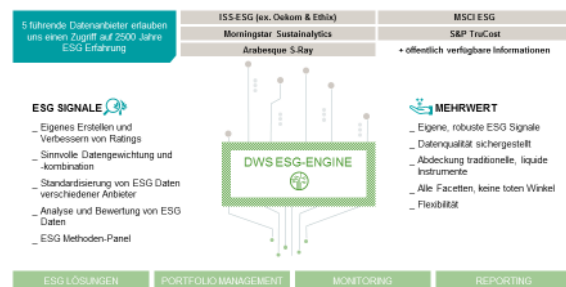 5 führende Datenanbieter erlauben
uns einen Zugriff auf 2500 Jahre
ESG Erfahrung
ISS-ESG (ex. Oekom & Ethix)
MSCI ESG
Morningstar Sustainalytics
S&P TruCost
Arabesque S-Ray
+ öffentlich verfügbare Informationen
ESG SIGNALE
_ Eigenes Erstellen und
Verbessern von Ratings
_ Sinnvolle Datengewichtung und
-kombination
_ Standardisierung von ESG Daten
verschiedener Anbieter
_ Analyse und Bewertung von ESG
Daten
_ ESG Methoden-Panel
DWS ESG-ENGINE
MEHRWERT
_ Eigene, robuste ESG Signale
_ Datenqualität sichergestellt
_ Abdeckung traditionelle, liquide
Instrumente
_ Alle Facetten, keine toten Winkel
_ Flexibilität
ESG LÖSUNGEN
PORTFOLIO MANAGEMENT
MONITORING
REPORTING